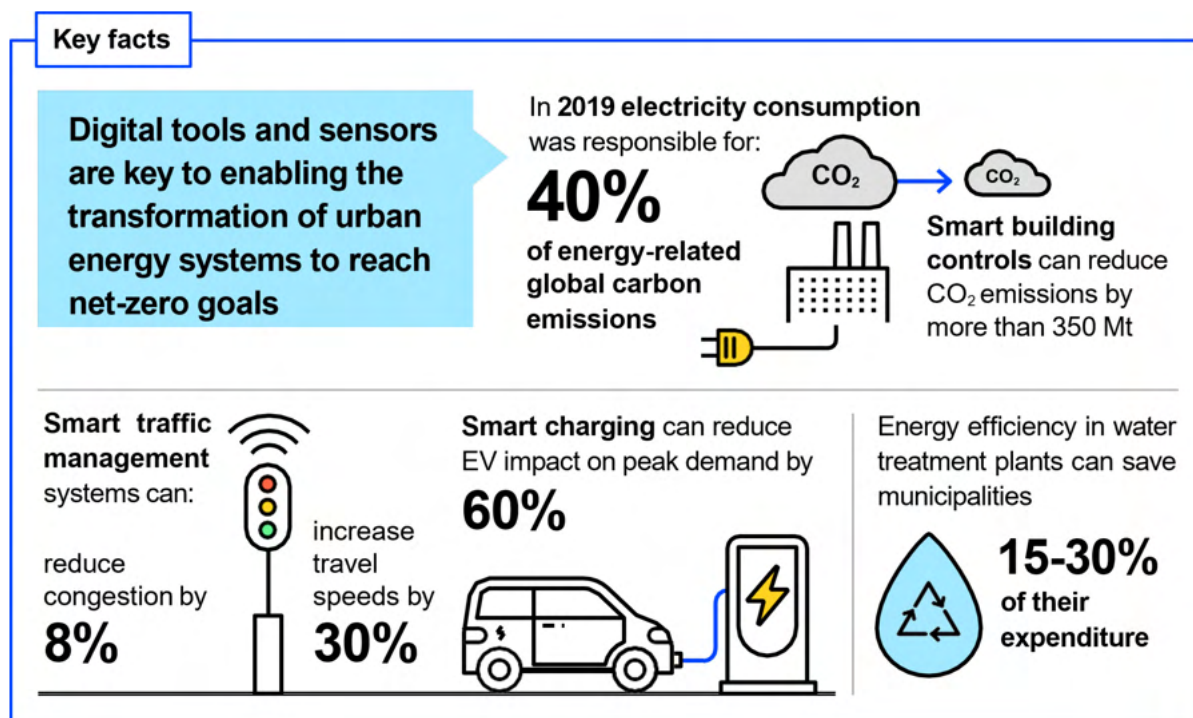 Key facts
Digital tools and sensors
are key to enabling the
transformation of urban
energy systems to reach
net-zero goals
In 2019 electricity consumption
was responsible for:
40%
of energy-related
global carbon
emissions
CO₂
CO₂
Smart building
controls can reduce
CO₂ emissions by
more than 350 Mt
Smart traffic
management
systems can:
reduce
congestion by
8%
increase
travel
speeds by
30%
Smart charging can reduce
EV impact on peak demand by
60%
Energy efficiency in water
treatment plants can save
municipalities
15-30%
of their
expenditure